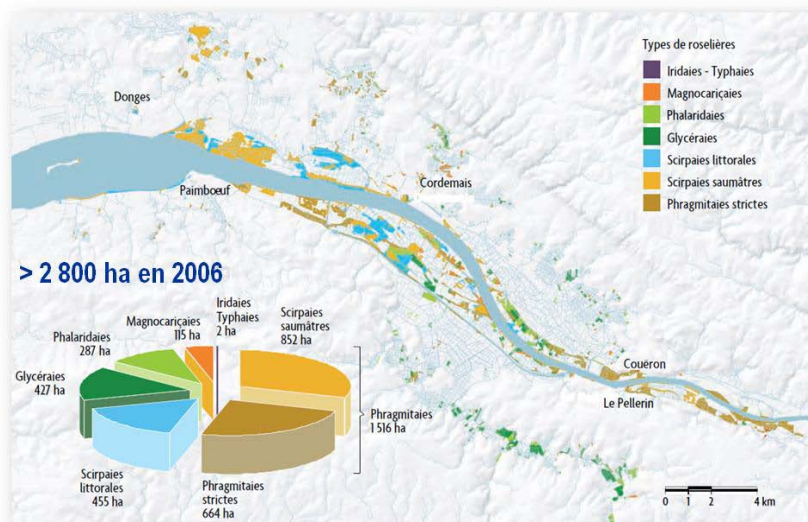 Types de roselières
Iridaies - Typhaies
Magnocariçaies
Phalaridaies
Glycéraies
Scirpaies littorales
Scirpaies saumâtres
Phragmitaies strictes
Donges
Paimboeuf
Cordemais
Couëron
Le Pellerin
> 2 800 ha en 2006
Iridaies
Typhaies
2 ha
Magnocariçaies
115 ha
Phalaridaies
287 ha
Glycéraies
427 ha
Scirpaies
littorales
455 ha
Phragmitaies
strictes
664 ha
Scirpaies
saumâtres
852 ha
Phragmitaies
1 516 ha
0 1 2 4 km